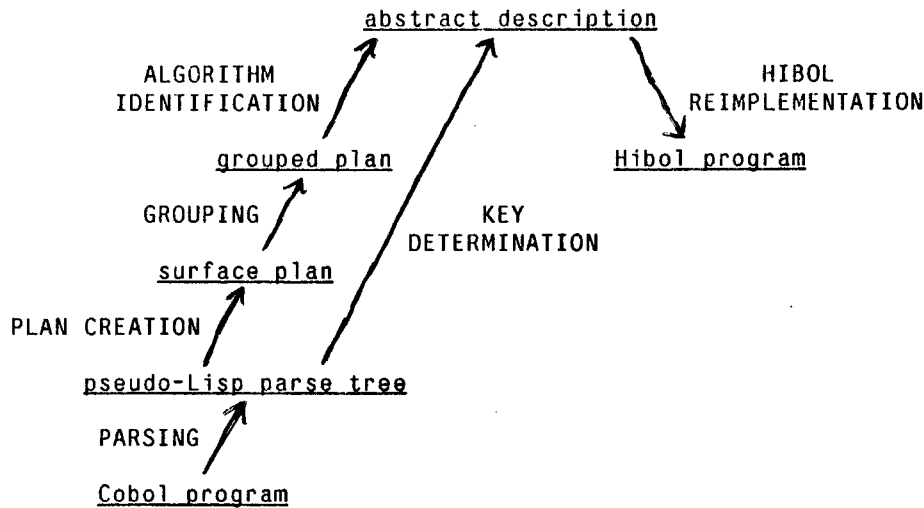 abstract description
ALGORITHM
IDENTIFICATION
HIBOL
REIMPLEMENTATION
grouped plan
Hibol program
GROUPING
KEY
DETERMINATION
surface plan
PLAN CREATION
pseudo-Lisp parse tree
PARSING
Cobol program